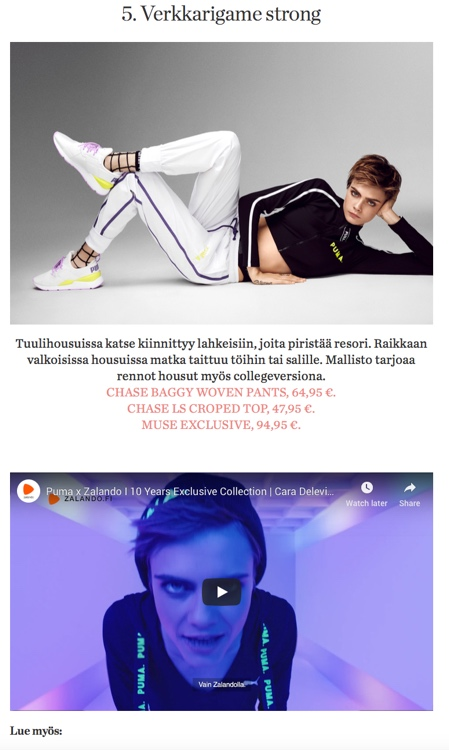 5. Verkkarigame strong
PUMA
Tuulihousuissa katse kiinnittyy lahkeisiin, joita piristää resori. Raikkaan
valkoisissa housuissa matka taittuu töihin tai salille. Mallisto tarjoaa
rennot housut myös collegeversiona.
CHASE BAGGY WOVEN PANTS, 64,95 €.
CHASE LS CROPED TOP, 47,95 €.
MUSE EXCLUSIVE, 94,95 €.
Puma x Zalando I 10 Years Exclusive Collection | Cara Delevi...
ZALANDO.FI
Watch later
Share
PUMA. PUMA
PUMA. PUMA.
Vain Zalandolla.
Lue myös: